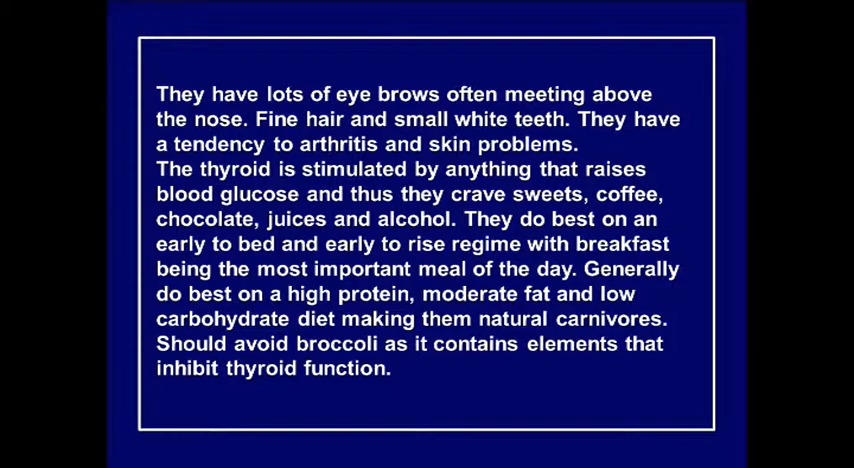 They have lots of eye brows often meeting above
the nose. Fine hair and small white teeth. They have
a tendency to arthritis and skin problems.
The thyroid is stimulated by anything that raises
blood glucose and thus they crave sweets, coffee,
chocolate, juices and alcohol. They do best on an
early to bed and early to rise regime with breakfast
being the most important meal of the day. Generally
do best on a high protein, moderate fat and low
carbohydrate diet making them natural carnivores.
Should avoid broccoli as it contains elements that
inhibit thyroid function.